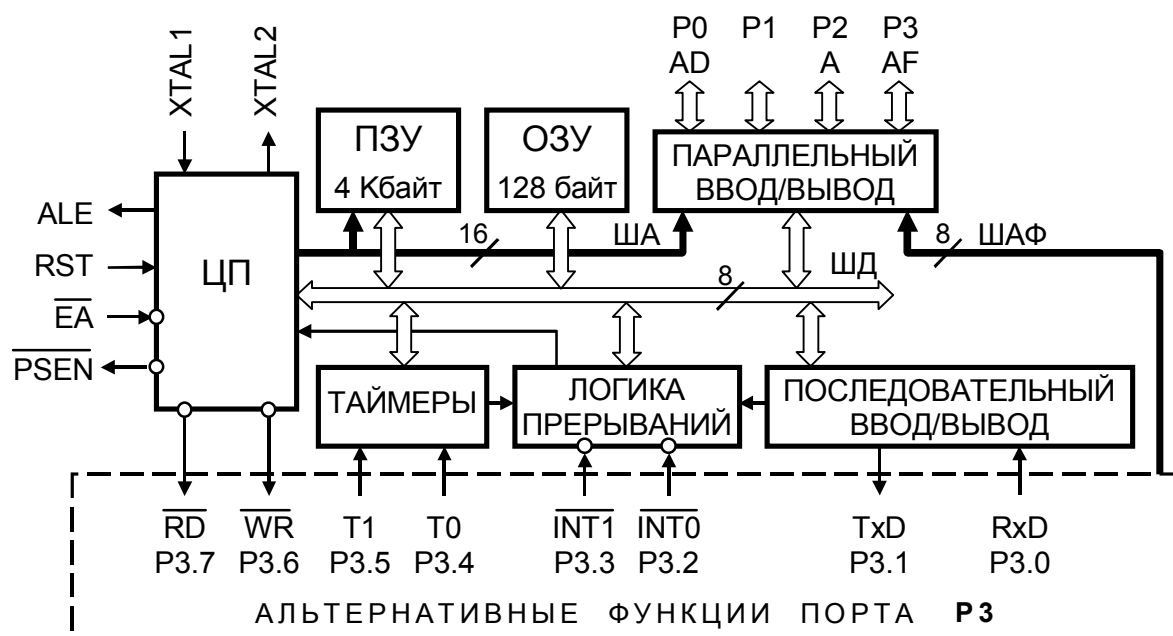 XTAL1
XTAL2
P0
AD
P1
P2
A
P3
AF
ПЗУ
4 Кбайт
ОЗУ
128 байт
ПАРАЛЛЕЛЬНЫЙ
ВВОД/ВЫВОД
ALE
RST
EA
PSEN
ЦП
16
ША
8
ШАФ
8
ШД
ТАЙМЕРЫ
ЛОГИКА
ПРЕРЫВАНИЙ
ПОСЛЕДОВАТЕЛЬНЫЙ
ВВОД/ВЫВОД
RD
P3.7
WR
P3.6
T1
P3.5
T0
P3.4
INT1
P3.3
INT0
P3.2
TxD
P3.1
RxD
P3.0
АЛЬТЕРНАТИВНЫЕ ФУНКЦИИ ПОРТА P3